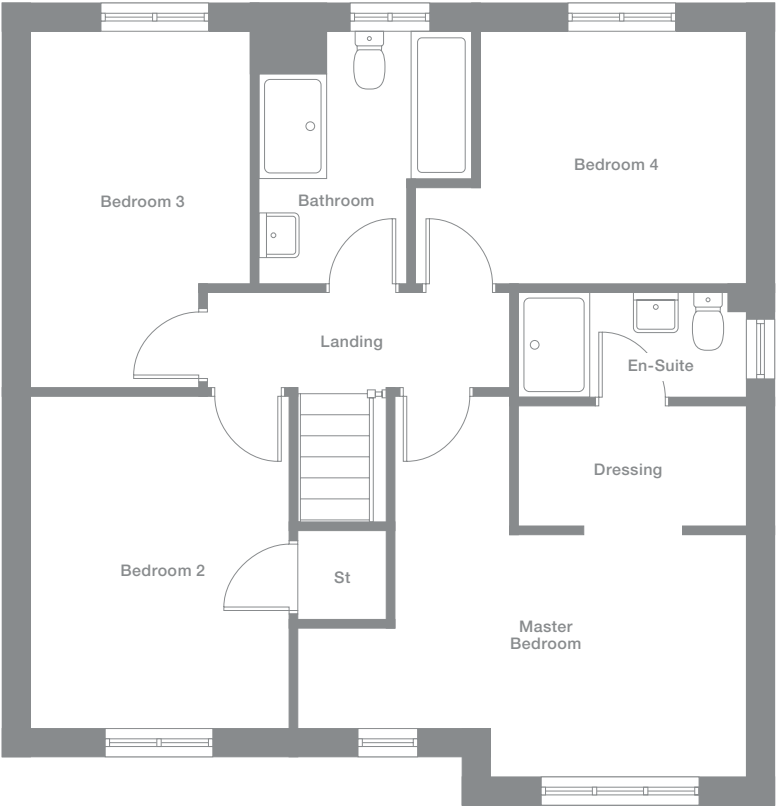 Bedroom 4
Bedroom 3
Bathroom
Landing
En-Suite
Dressing
Bedroom 2
St
Master
Bedroom